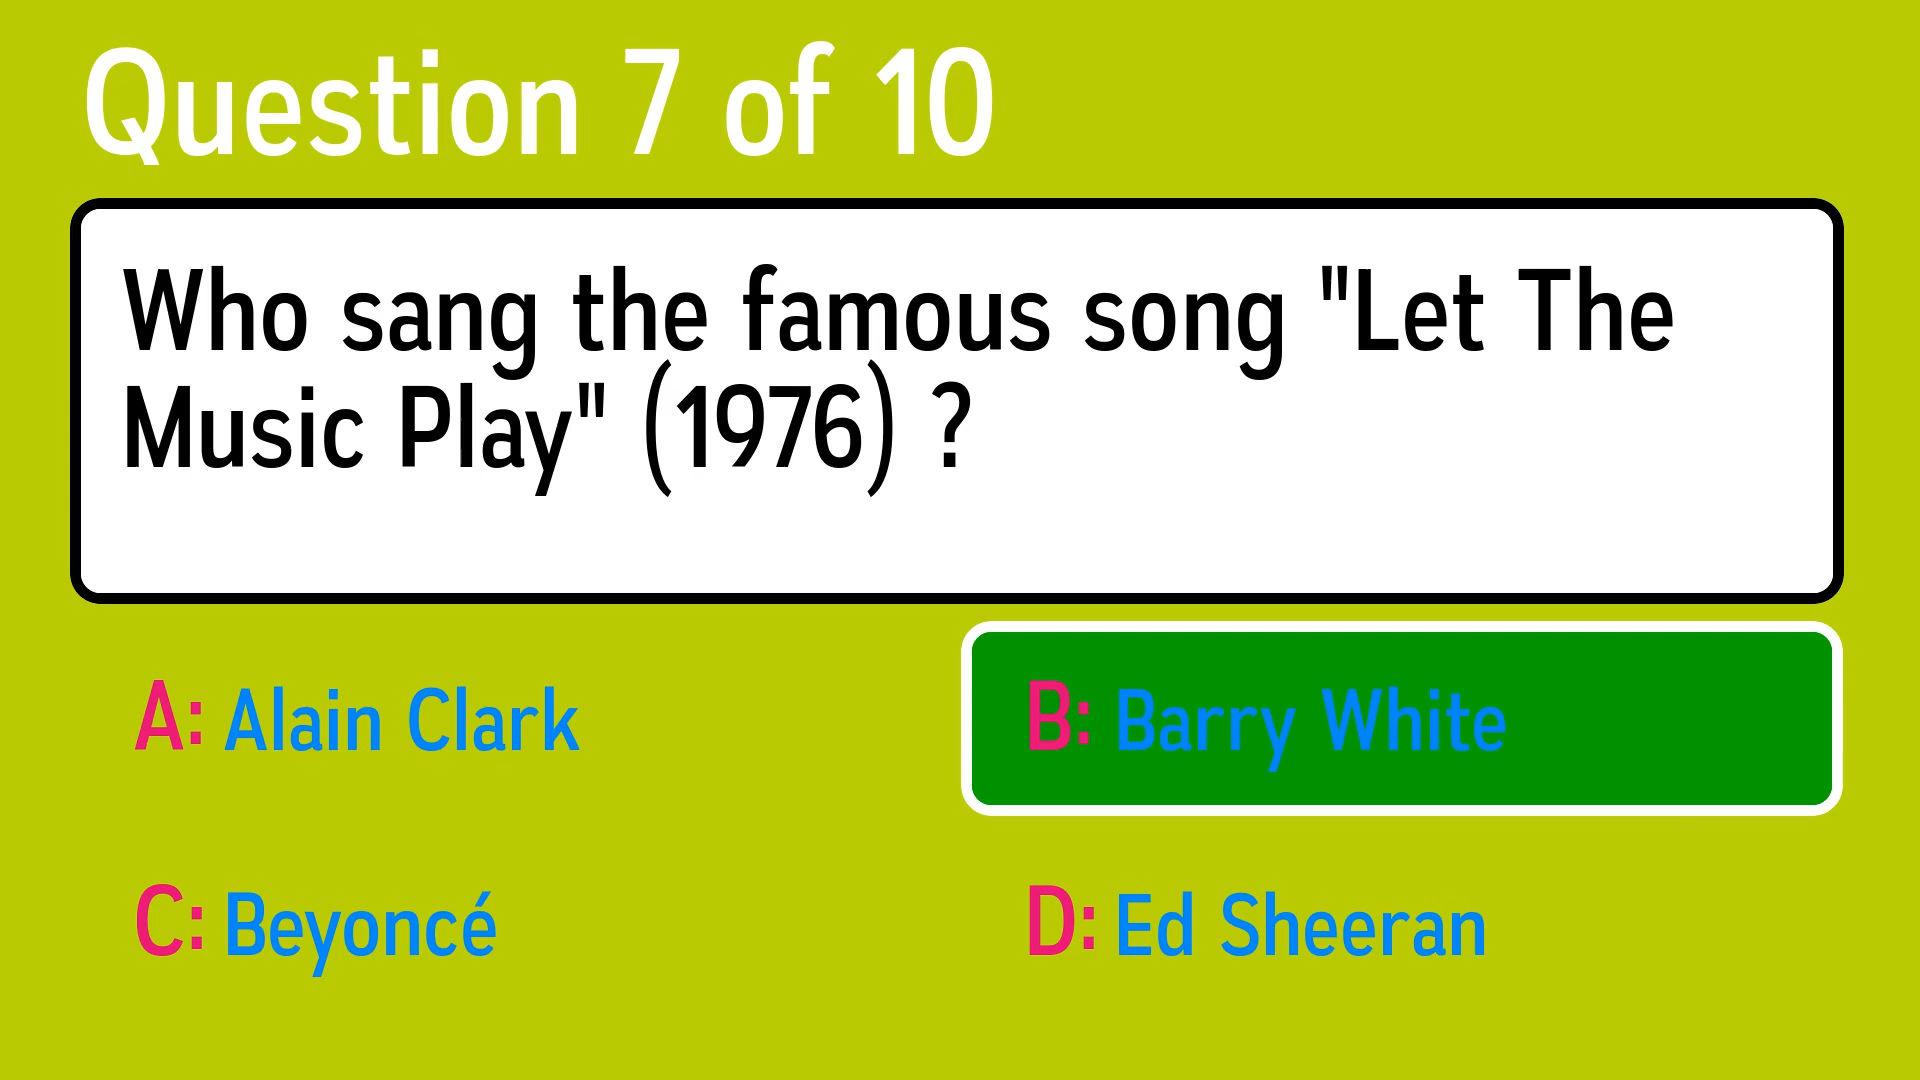 Question 7 of 10
Who sang the famous song "Let The
Music Play" (1976) ?
A: Alain Clark
B: Barry White
C: Beyoncé
D: Ed Sheeran